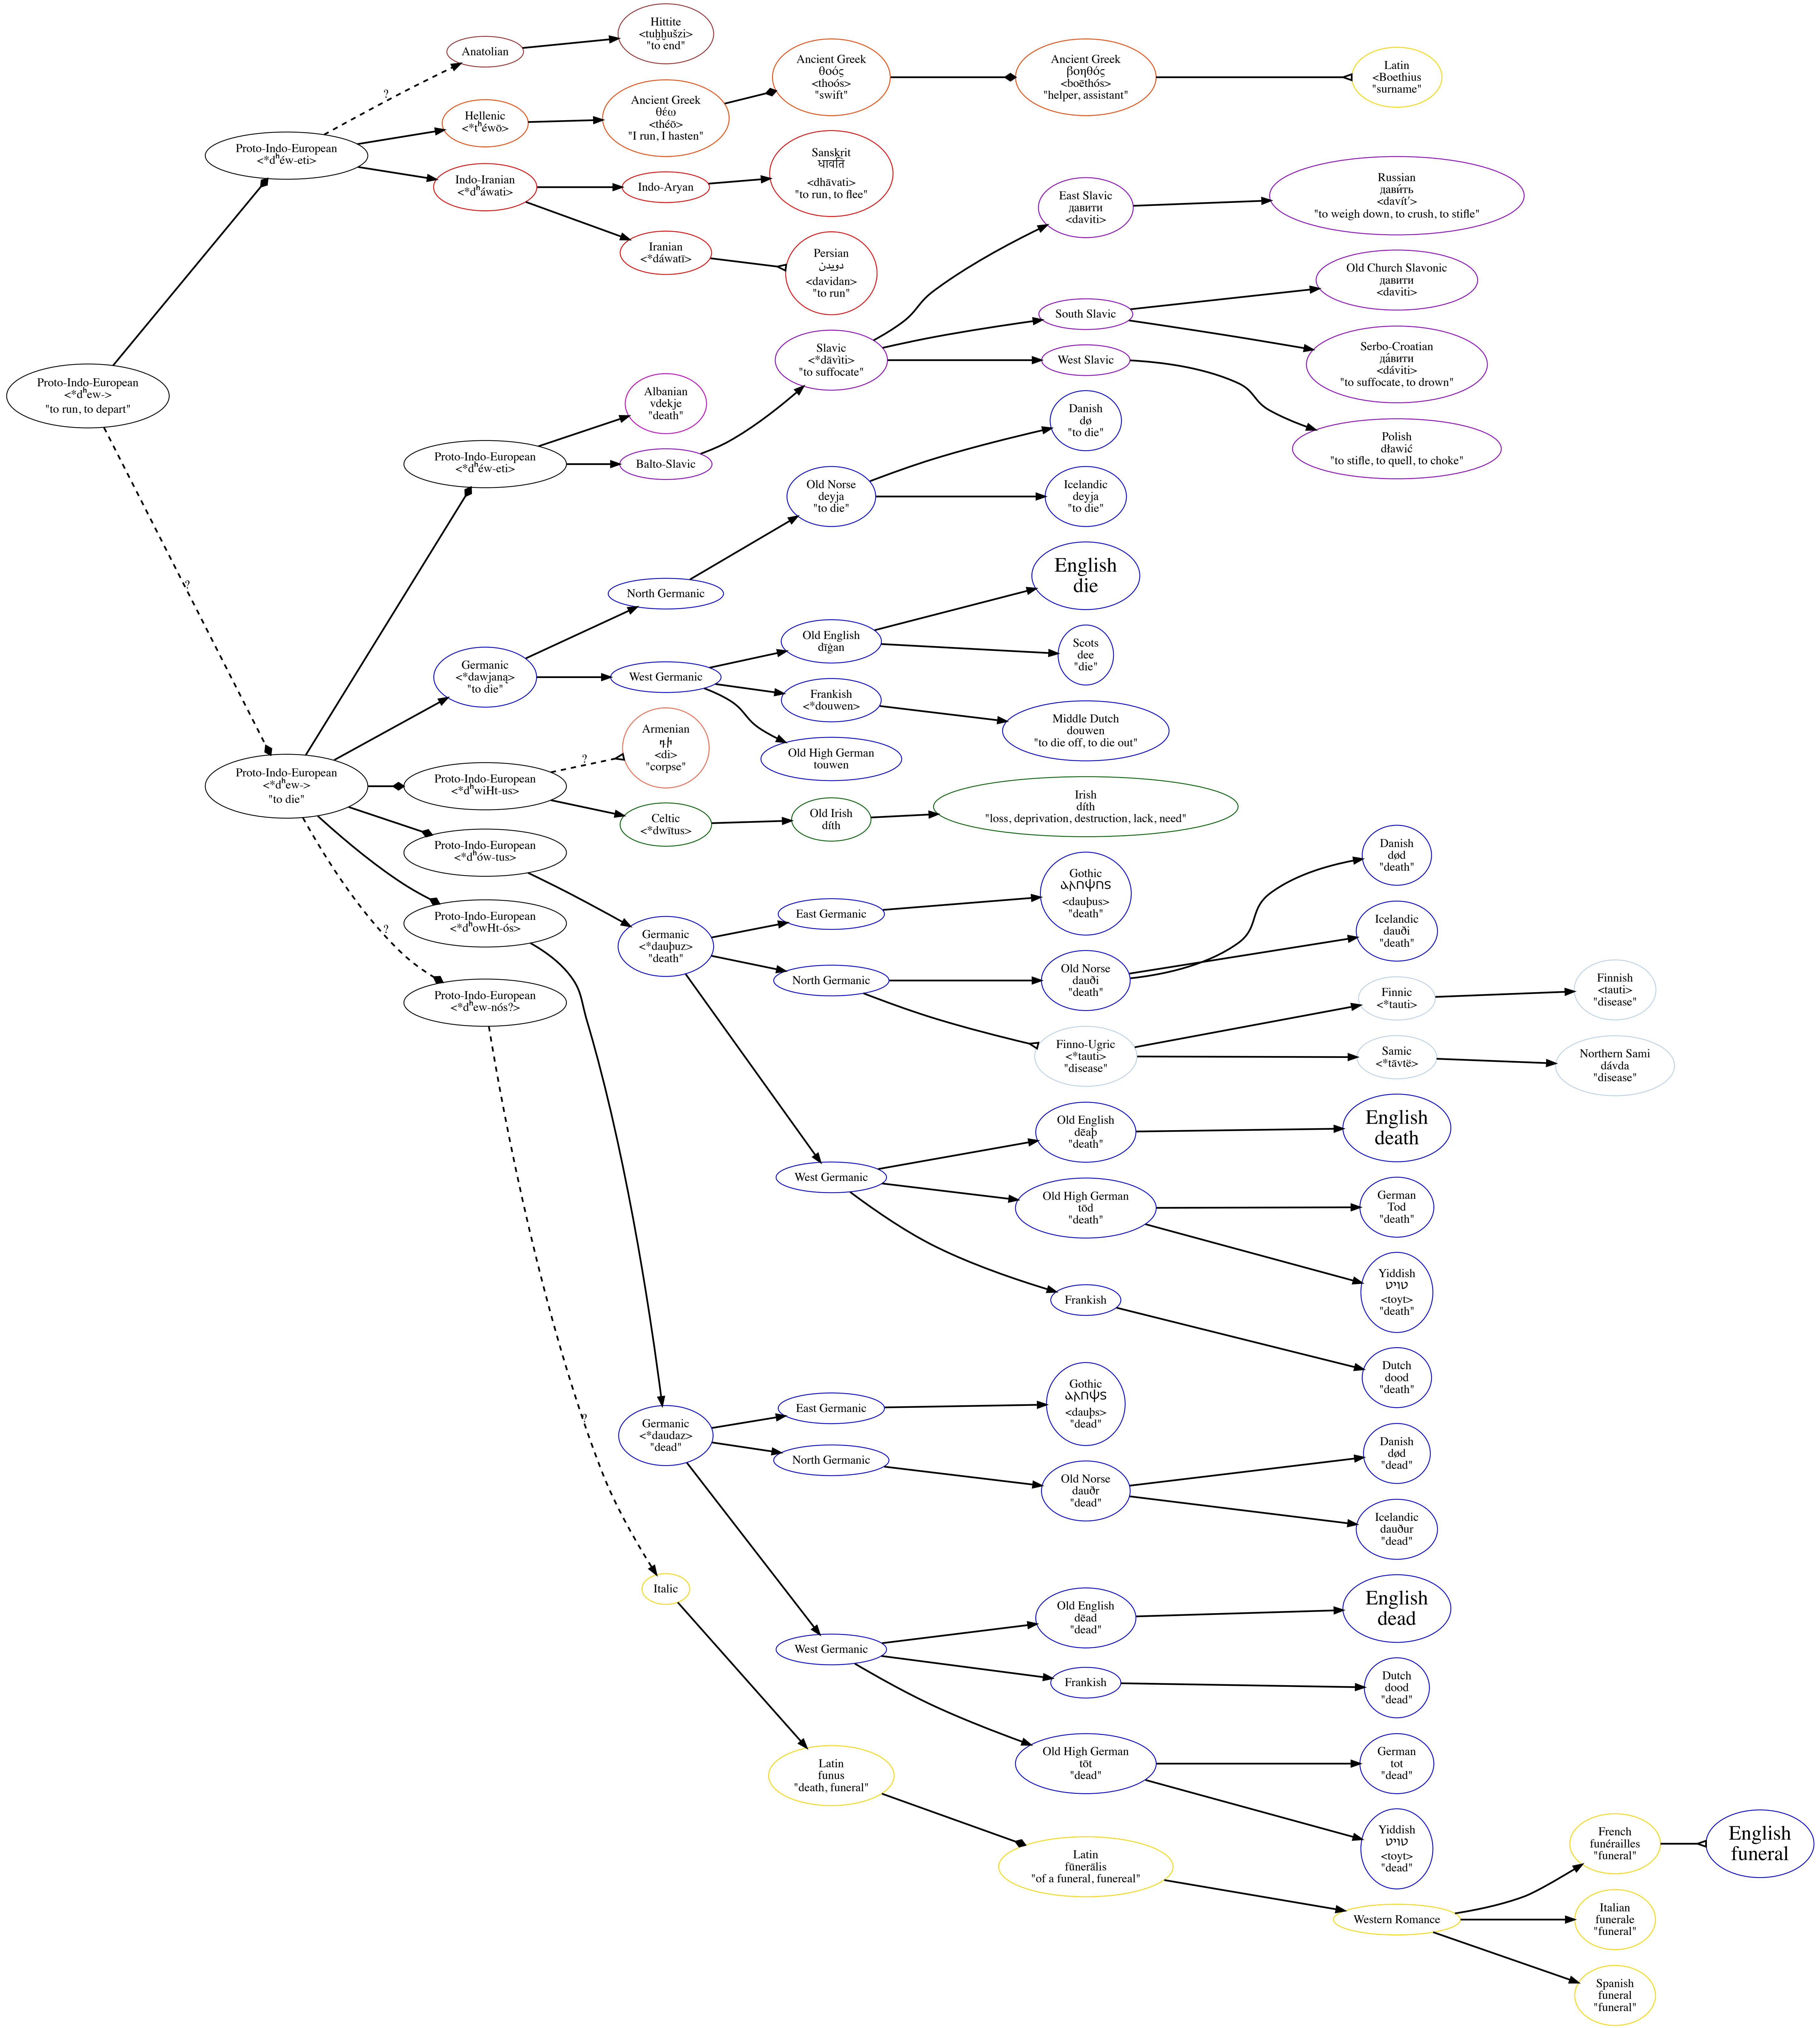 Hittite
<tuḫḫušzi>
"to end"
Anatolian
?
Ancient Greek
θοός
<thoós>
"swift"
Ancient Greek
βοηθός
<boēthós>
"helper, assistant"
Latin
<Boethius
"surname"
Hellenic
<*tʰéwō>
Ancient Greek
θέω
<théō>
"I run, I hasten"
Proto-Indo-European
<*dʰéw-eti>
Indo-Iranian
<*dʰáwati>
Indo-Aryan
Sanskrit
धावति
<dhāvati>
"to run, to flee"
Iranian
<*dáwatī>
Persian
دویدن
<davidan>
"to run"
East Slavic
давити
<daviti>
Russian
дави́ть
<davítʹ>
"to weigh down, to crush, to stifle"
Old Church Slavonic
давити
<daviti>
South Slavic
Serbo-Croatian
да́вити
<dáviti>
"to suffocate, to drown"
Slavic
<*dāvìti>
"to suffocate"
West Slavic
Polish
dławić
"to stifle, to quell, to choke"
Proto-Indo-European
<*dʰew->
"to run, to depart"
Albanian
vdekje
"death"
Proto-Indo-European
<*dʰéw-eti>
Balto-Slavic
Danish
dø
"to die"
Old Norse
deyja
"to die"
Icelandic
deyja
"to die"
?
North Germanic
English
die
Germanic
<*dawjaną>
"to die"
West Germanic
Old English
dīġan
Scots
dee
"die"
Frankish
<*douwen>
Middle Dutch
douwen
"to die off, to die out"
Old High German
touwen
Proto-Indo-European
<*dʰew->
"to die"
Proto-Indo-European
<*dʰwiHt-us>
?
Armenian
դի
<di>
"corpse"
Celtic
<*dwītus>
Old Irish
díth
Irish
díth
"loss, deprivation, destruction, lack, need"
Proto-Indo-European
<*dʰów-tus>
Proto-Indo-European
<*dʰowHt-ós>
?
Proto-Indo-European
<*dʰew-nós?>
Germanic
<*dauþuz>
"death"
East Germanic
Gothic
𐌳𐌰𐌿𐌸𐌿𐍃
<dauþus>
"death"
North Germanic
Old Norse
dauði
"death"
Danish
død
"death"
Icelandic
dauði
"death"
Finno-Ugric
<*tauti>
"disease"
Finnic
<*tauti>
Finnish
<tauti>
"disease"
Samic
<*tāvtë>
Northern Sami
dávda
"disease"
West Germanic
Old English
dēaþ
"death"
English
death
Old High German
tōd
"death"
German
Tod
"death"
Yiddish
טויט
<toyt>
"death"
Frankish
Dutch
dood
"death"
?
Germanic
<*daudaz>
"dead"
East Germanic
Gothic
𐌳𐌰𐌿𐌸𐍃
<dauþs>
"dead"
North Germanic
Old Norse
dauðr
"dead"
Danish
død
"dead"
Icelandic
dauður
"dead"
Italic
West Germanic
Old English
dēad
"dead"
English
dead
Frankish
Dutch
dood
"dead"
Old High German
tōt
"dead"
German
tot
"dead"
Yiddish
טויט
<toyt>
"dead"
Latin
funus
"death, funeral"
Latin
fūnerālis
"of a funeral, funereal"
Western Romance
French
funérailles
"funeral"
English
funeral
Italian
funerale
"funeral"
Spanish
funeral
"funeral"